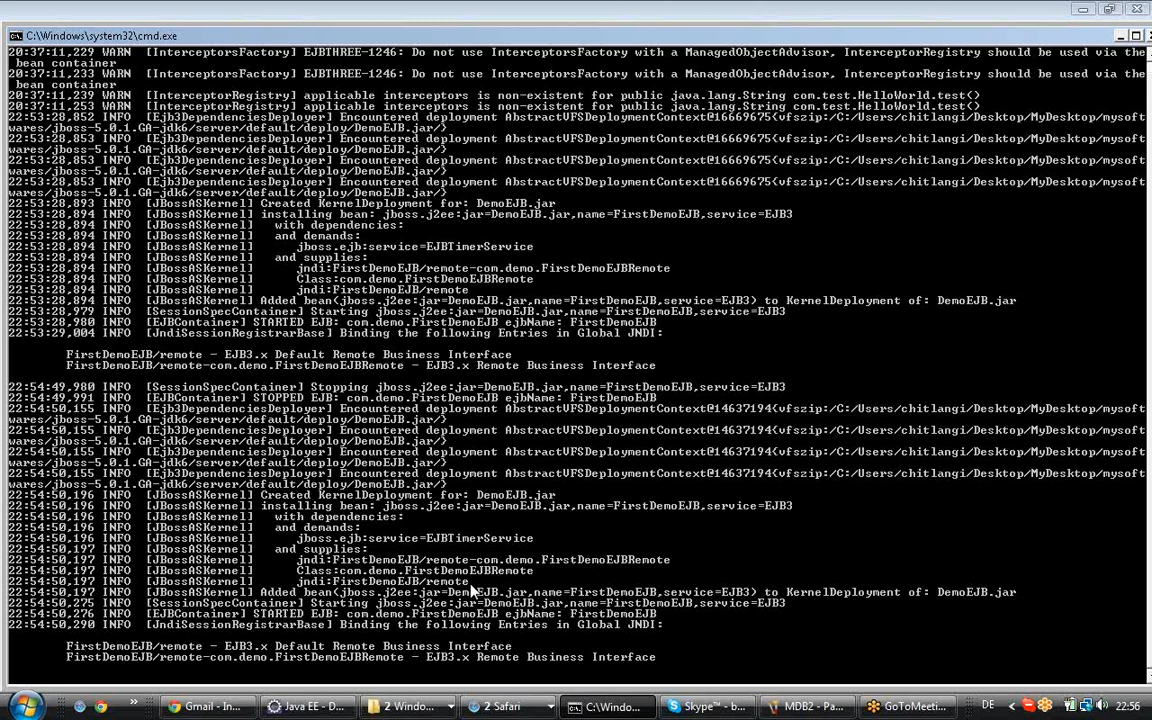 C:\Windows\system32\cmd.exe
20:37:11,229 WARN  [InterceptorsFactory] EJBTHREE-1246: Do not use InterceptorsFactory with a ManagedObjectAdvisor, InterceptorRegistry should be used via the
bean container
20:37:11,233 WARN  [InterceptorsFactory] EJBTHREE-1246: Do not use InterceptorsFactory with a ManagedObjectAdvisor, InterceptorRegistry should be used via the
bean container
20:37:11,239 WARN  [InterceptorRegistry] applicable interceptors is non-existent for public java.lang.String com.test.HelloWorld.test()
20:37:11,253 WARN  [InterceptorRegistry] applicable interceptors is non-existent for public java.lang.String com.test.HelloWorld.test()
22:53:28,852 INFO  [Ejb3DependenciesDeployer] Encountered deployment AbstractVFSDeploymentContext@16669675{vfszip:/C:/Users/chitlangi/Desktop/MyDesktop/mysoft
wares/jboss-5.0.1.GA-jdk6/server/default/deploy/DemoEJB.jar/}
22:53:28,853 INFO  [Ejb3DependenciesDeployer] Encountered deployment AbstractVFSDeploymentContext@16669675{vfszip:/C:/Users/chitlangi/Desktop/MyDesktop/mysoft
wares/jboss-5.0.1.GA-jdk6/server/default/deploy/DemoEJB.jar/}
22:53:28,853 INFO  [Ejb3DependenciesDeployer] Encountered deployment AbstractVFSDeploymentContext@16669675{vfszip:/C:/Users/chitlangi/Desktop/MyDesktop/mysoft
wares/jboss-5.0.1.GA-jdk6/server/default/deploy/DemoEJB.jar/}
22:53:28,853 INFO  [Ejb3DependenciesDeployer] Encountered deployment AbstractVFSDeploymentContext@16669675{vfszip:/C:/Users/chitlangi/Desktop/MyDesktop/mysoft
wares/jboss-5.0.1.GA-jdk6/server/default/deploy/DemoEJB.jar/}
22:53:28,893 INFO  [JBossASKernel] Created KernelDeployment for: DemoEJB.jar
22:53:28,894 INFO  [JBossASKernel] installing bean: jboss.j2ee:jar=DemoEJB.jar,name=FirstDemoEJB,service=EJB3
22:53:28,894 INFO  [JBossASKernel]   with dependencies:
22:53:28,894 INFO  [JBossASKernel]   and demands:
22:53:28,894 INFO  [JBossASKernel]   jboss.ejb:service=EJBTimerService
22:53:28,894 INFO  [JBossASKernel]   and supplies:
22:53:28,894 INFO  [JBossASKernel]   jndi:FirstDemoEJB/remote-com.demo.FirstDemoEJBRemote
22:53:28,894 INFO  [JBossASKernel]   Class:com.demo.FirstDemoEJBRemote
22:53:28,894 INFO  [JBossASKernel]   jndi:FirstDemoEJB/remote
22:53:28,894 INFO  [JBossASKernel] Added bean(jboss.j2ee:jar=DemoEJB.jar,name=FirstDemoEJB,service=EJB3) to KernelDeployment of: DemoEJB.jar
22:53:28,979 INFO  [SessionSpecContainer] Starting jboss.j2ee:jar=DemoEJB.jar,name=FirstDemoEJB,service=EJB3
22:53:28,980 INFO  [EJBContainer] STARTED EJB: com.demo.FirstDemoEJB ejbName: FirstDemoEJB
22:53:29,004 INFO  [JndiSessionRegistrarBase] Binding the following Entries in Global JNDI:
FirstDemoEJB/remote - EJB3.x Default Remote Business Interface
FirstDemoEJB/remote-com.demo.FirstDemoEJBRemote - EJB3.x Remote Business Interface
22:54:49,980 INFO  [SessionSpecContainer] Stopping jboss.j2ee:jar=DemoEJB.jar,name=FirstDemoEJB,service=EJB3
22:54:49,991 INFO  [EJBContainer] STOPPED EJB: com.demo.FirstDemoEJB ejbName: FirstDemoEJB
22:54:50,155 INFO  [Ejb3DependenciesDeployer] Encountered deployment AbstractVFSDeploymentContext@14637194{vfszip:/C:/Users/chitlangi/Desktop/MyDesktop/mysoft
wares/jboss-5.0.1.GA-jdk6/server/default/deploy/DemoEJB.jar/}
22:54:50,155 INFO  [Ejb3DependenciesDeployer] Encountered deployment AbstractVFSDeploymentContext@14637194{vfszip:/C:/Users/chitlangi/Desktop/MyDesktop/mysoft
wares/jboss-5.0.1.GA-jdk6/server/default/deploy/DemoEJB.jar/}
22:54:50,155 INFO  [Ejb3DependenciesDeployer] Encountered deployment AbstractVFSDeploymentContext@14637194{vfszip:/C:/Users/chitlangi/Desktop/MyDesktop/mysoft
wares/jboss-5.0.1.GA-jdk6/server/default/deploy/DemoEJB.jar/}
22:54:50,155 INFO  [Ejb3DependenciesDeployer] Encountered deployment AbstractVFSDeploymentContext@14637194{vfszip:/C:/Users/chitlangi/Desktop/MyDesktop/mysoft
wares/jboss-5.0.1.GA-jdk6/server/default/deploy/DemoEJB.jar/}
22:54:50,196 INFO  [JBossASKernel] Created KernelDeployment for: DemoEJB.jar
22:54:50,196 INFO  [JBossASKernel] installing bean: jboss.j2ee:jar=DemoEJB.jar,name=FirstDemoEJB,service=EJB3
22:54:50,196 INFO  [JBossASKernel]   with dependencies:
22:54:50,196 INFO  [JBossASKernel]   and demands:
22:54:50,196 INFO  [JBossASKernel]   jboss.ejb:service=EJBTimerService
22:54:50,197 INFO  [JBossASKernel]   and supplies:
22:54:50,197 INFO  [JBossASKernel]   jndi:FirstDemoEJB/remote-com.demo.FirstDemoEJBRemote
22:54:50,197 INFO  [JBossASKernel]   Class:com.demo.FirstDemoEJBRemote
22:54:50,197 INFO  [JBossASKernel]   jndi:FirstDemoEJB/remote
22:54:50,197 INFO  [JBossASKernel] Added bean(jboss.j2ee:jar=DemoEJB.jar,name=FirstDemoEJB,service=EJB3) to KernelDeployment of: DemoEJB.jar
22:54:50,275 INFO  [SessionSpecContainer] Starting jboss.j2ee:jar=DemoEJB.jar,name=FirstDemoEJB,service=EJB3
22:54:50,276 INFO  [EJBContainer] STARTED EJB: com.demo.FirstDemoEJB ejbName: FirstDemoEJB
22:54:50,290 INFO  [JndiSessionRegistrarBase] Binding the following Entries in Global JNDI:
FirstDemoEJB/remote - EJB3.x Default Remote Business Interface
FirstDemoEJB/remote-com.demo.FirstDemoEJBRemote - EJB3.x Remote Business Interface
Gmail - In... Java EE - D... 2 Windo... 2 Safari C:\Windo... Skype™ - b... MDB2 - Pa... GoToMeeti... DE 22:56